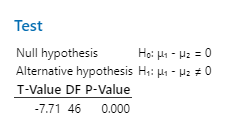 Test
Null hypothesis H₀: μ₁ - μ₂ = 0
Alternative hypothesis H₁: μ₁ - μ₂ ≠ 0
T-Value DF P-Value
-7.71 46 0.000